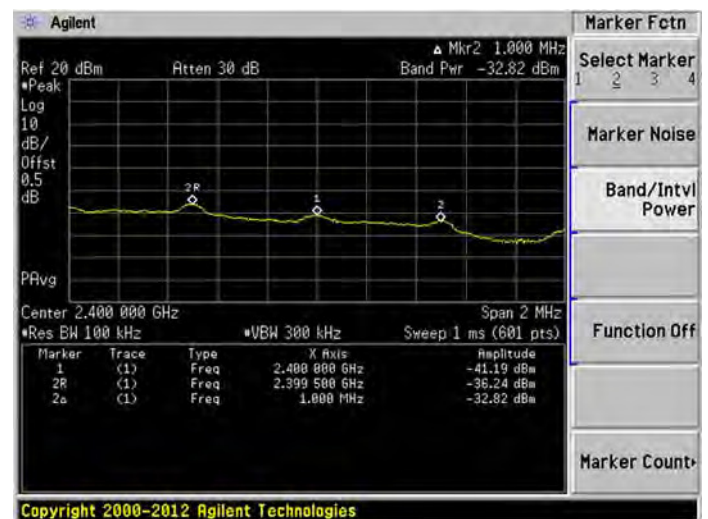 Agilent
Marker Fctn
Δ Mkr2 1.000 MHz
Ref 20 dBm Atten 30 dB Band Pwr -32.82 dBm
#Peak
Log
10
dB/
Offst
0.5
dB
2R
1
2
PAvg
Center 2.400 000 GHz Span 2 MHz
#Res BW 100 kHz #VBW 300 kHz Sweep 1 ms (601 pts)
Marker Trace Type X Axis Amplitude
1 (1) Freq 2.400 000 GHz -41.19 dBm
2R (1) Freq 2.399 500 GHz -36.24 dBm
2Δ (1) Freq 1.000 MHz -32.82 dBm
Select Marker
1 2 3 4
Marker Noise
Band/Intvl
Power
Function Off
Marker Count
Copyright 2000-2012 Agilent Technologies